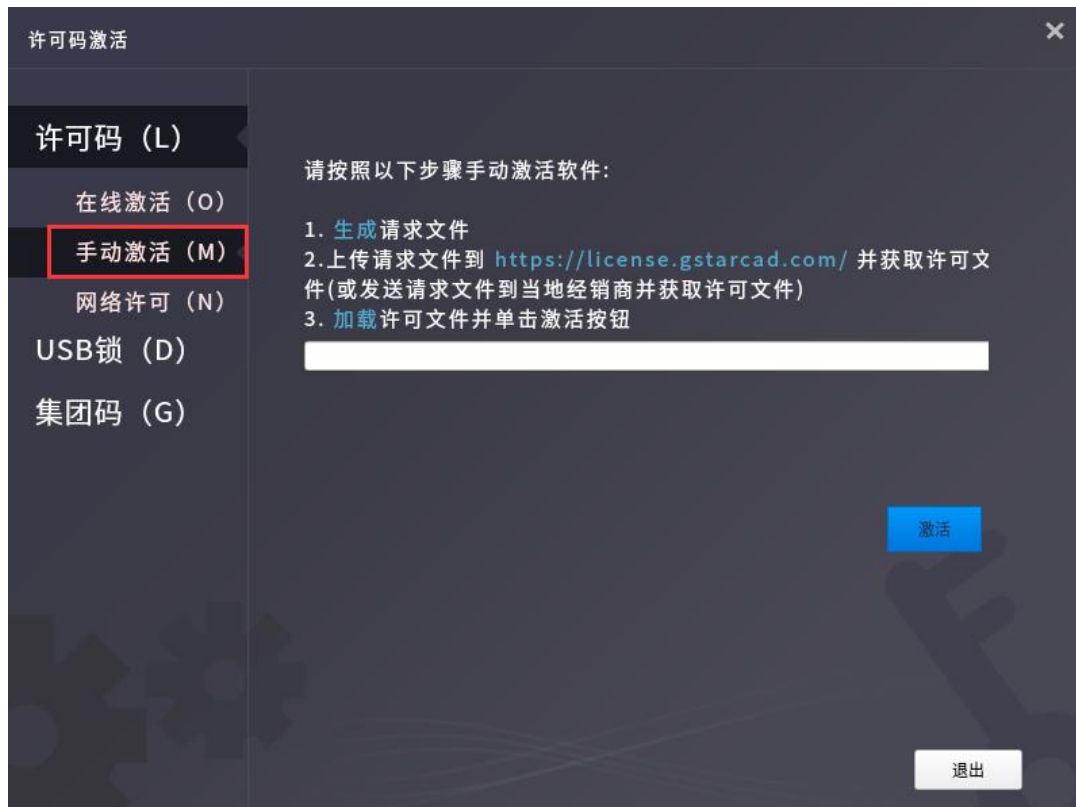 许可码激活
许可码（L）
在线激活（O）
手动激活（M）
网络许可（N）
USB锁（D）
集团码（G）
请按照以下步骤手动激活软件:
1. 生成请求文件
2.上传请求文件到 https://license.gstarcad.com/ 并获取许可文
件(或发送请求文件到当地经销商并获取许可文件)
3. 加载许可文件并单击激活按钮
激活
退出